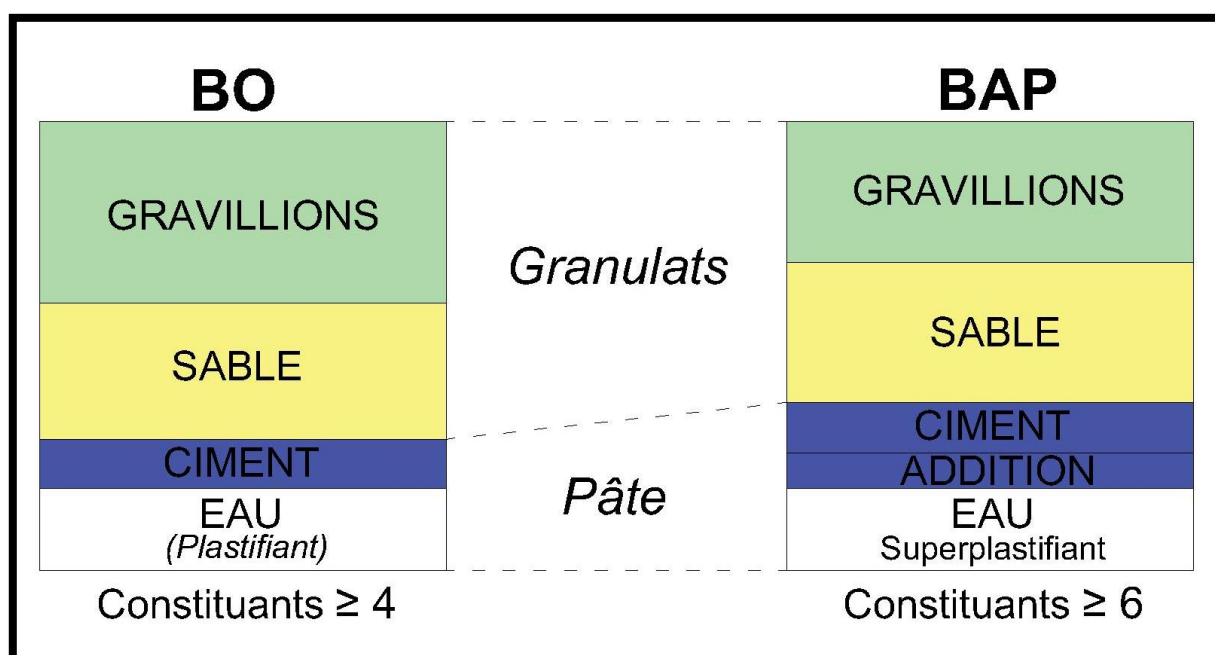 BO
GRAVILLIONS
SABLE
CIMENT
EAU
(Plastifiant)
Constituants ≥ 4
Granulats
Pâte
BAP
GRAVILLIONS
SABLE
CIMENT
ADDITION
EAU
Superplastifiant
Constituants ≥ 6